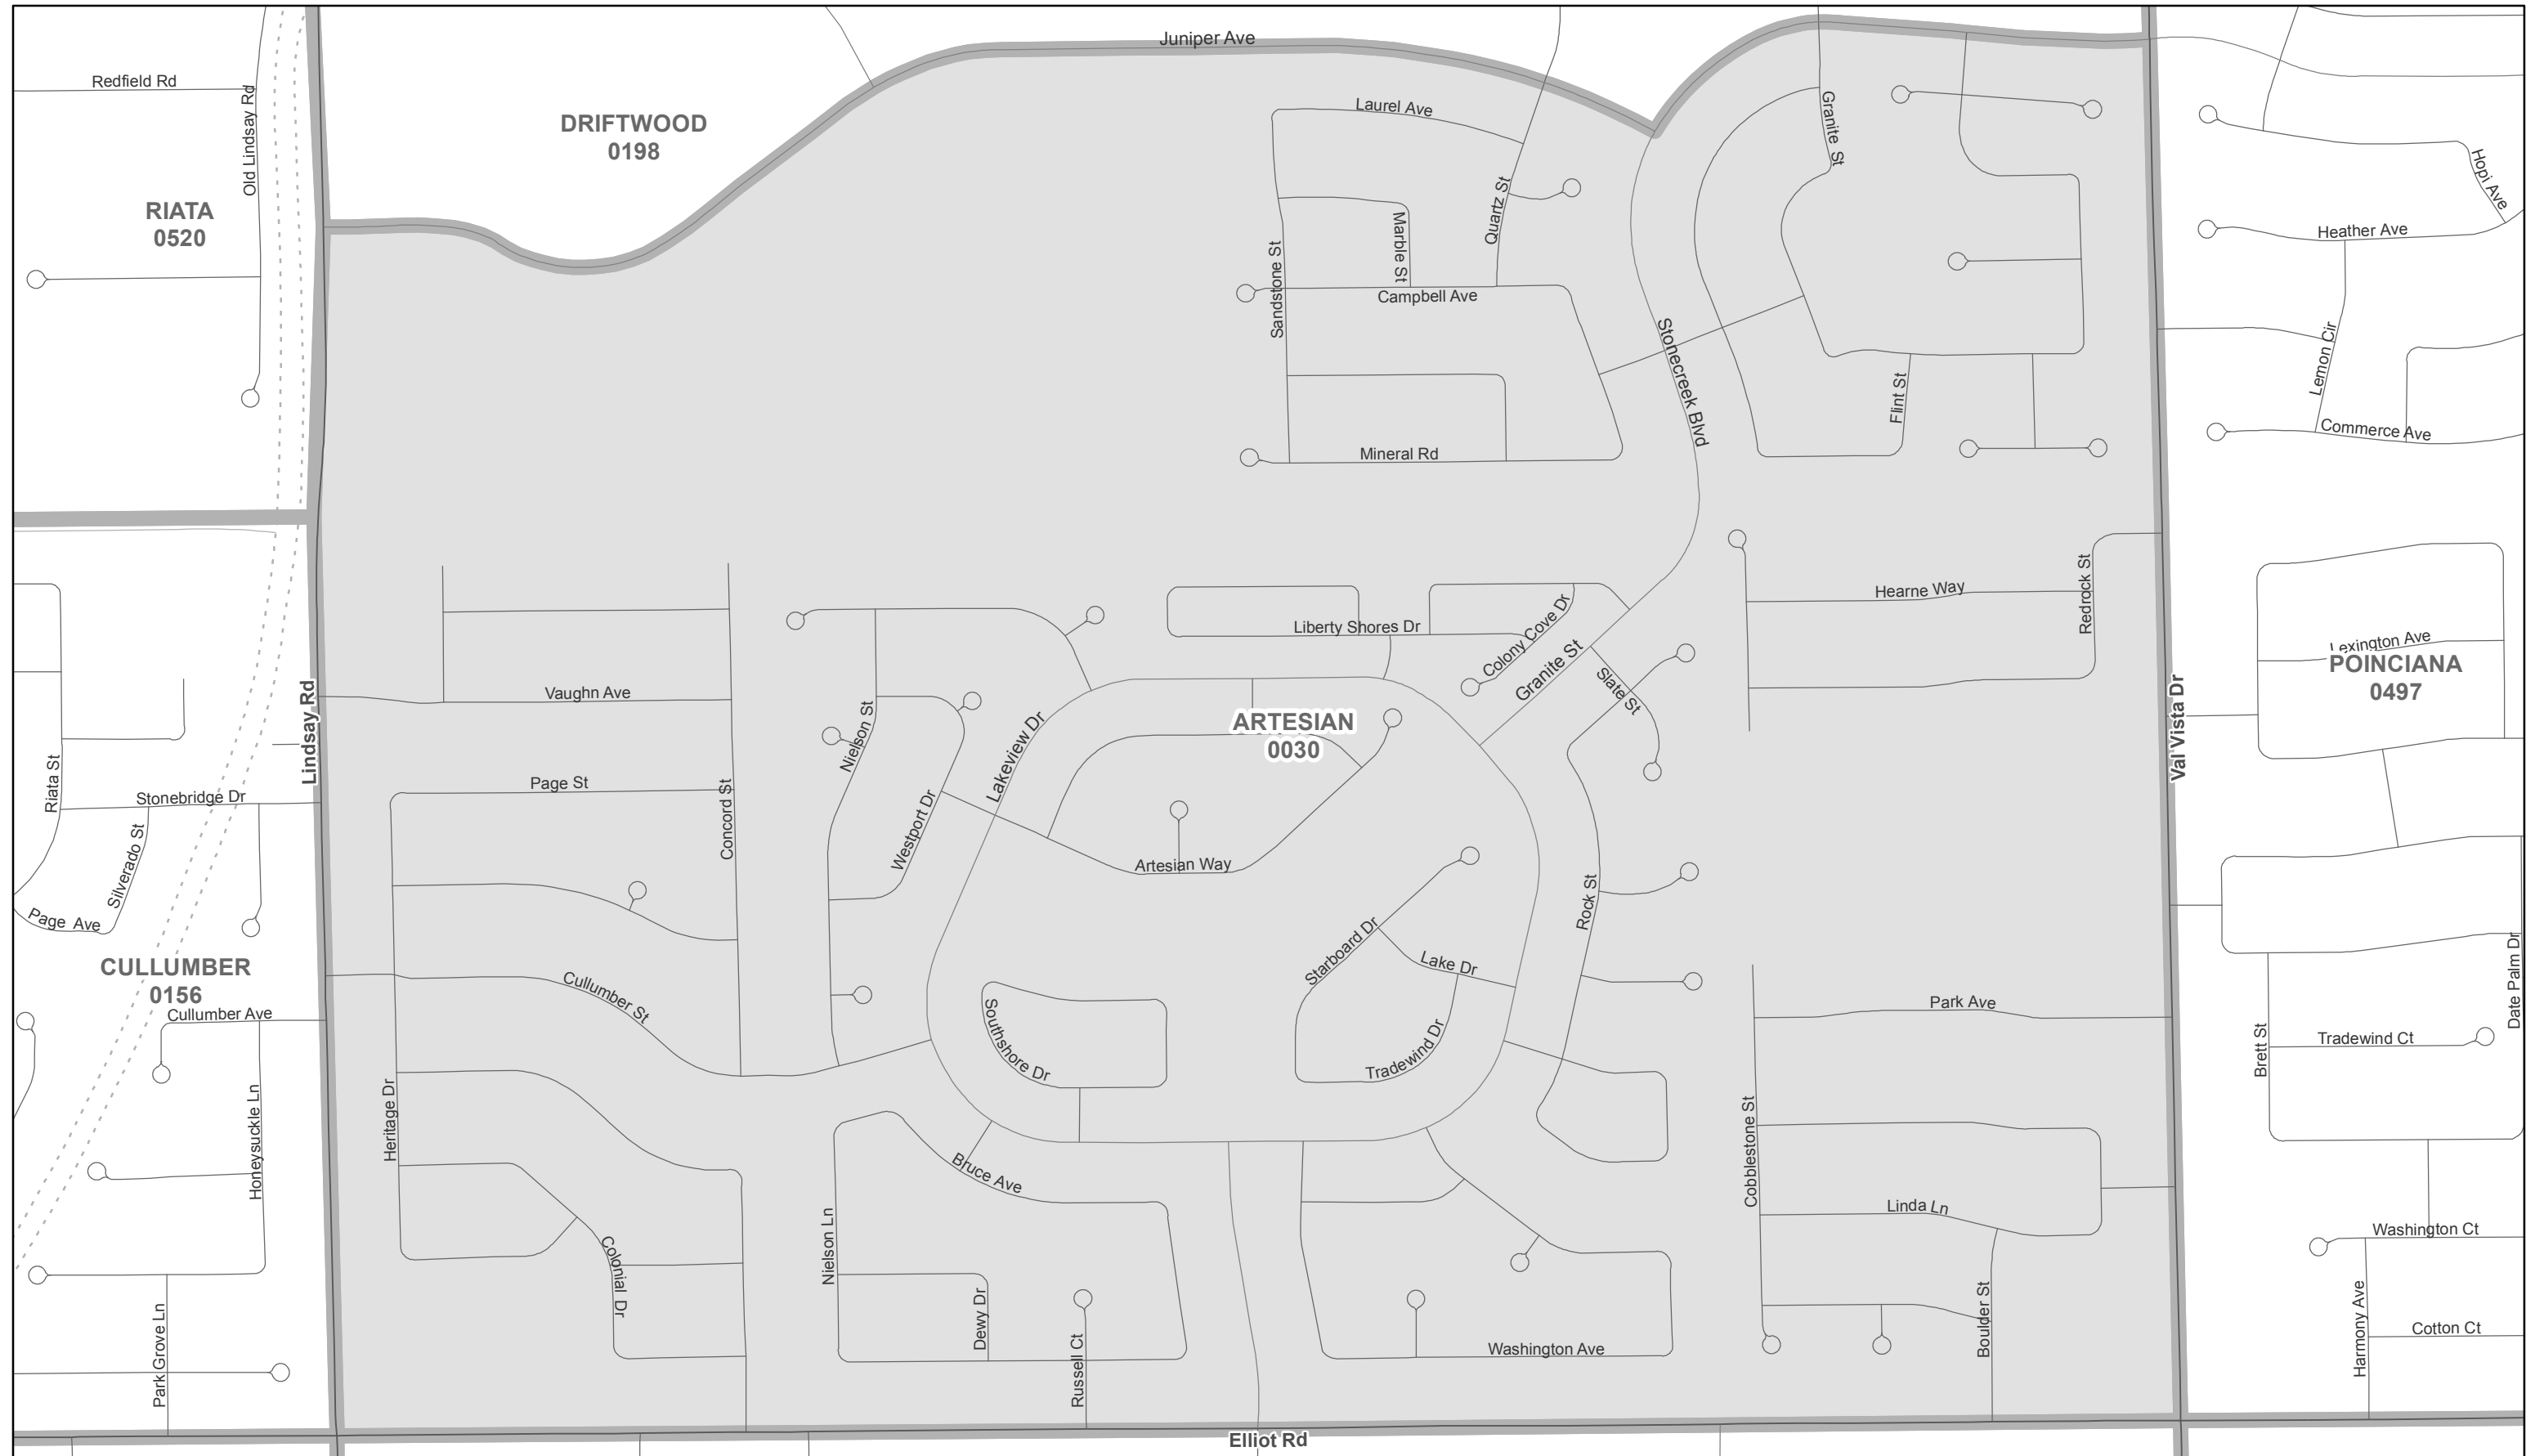 Juniper Ave
Redfield Rd
Old Lindsay Rd
DRIFTWOOD
0198
RIATA
0520
Laurel Ave
Granite St
Quartz St
Marble St
Sandstone St
Campbell Ave
Stonecreek Blvd
Flint St
Mineral Rd
Hopi Ave
Heather Ave
Lemon Cir
Commerce Ave
Hearne Way
Redrock St
Liberty Shores Dr
Colony Cove Dr
Granite St
Slate St
Lexington Ave
POINCIANA
0497
Lindsay Rd
Vaughn Ave
Nielson St
Lakeview Dr
ARTESIAN
0030
Val Vista Dr
Riata St
Stonebridge Dr
Silverado St
Page Ave
Page St
Concord St
Westport Dr
Artesian Way
Rock St
Starboard Dr
Lake Dr
CULLUMBER
0156
Cullumber Ave
Cullumber St
Southshore Dr
Tradewind Dr
Park Ave
Date Palm Dr
Brett St
Tradewind Ct
Honeysuckle Ln
Heritage Dr
Bruce Ave
Cobblestone St
Linda Ln
Nielson Ln
Colonial Dr
Dewy Dr
Russell Ct
Washington Ave
Boulder St
Washington Ct
Harmony Ave
Cotton Ct
Park Grove Ln
Elliot Rd